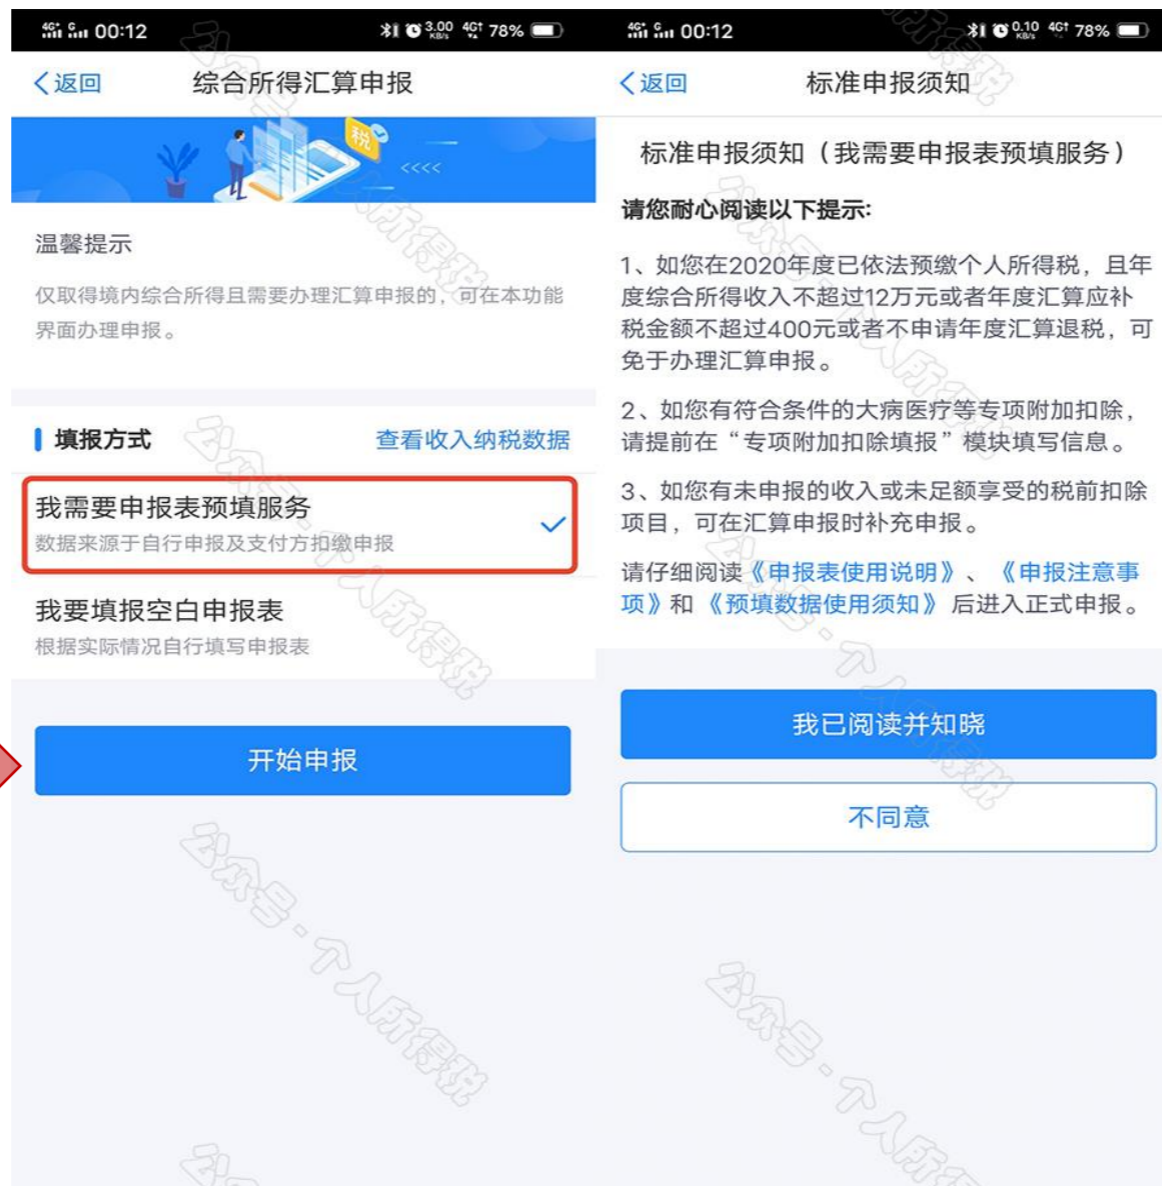 00:12
3.00 KB/s 4G 78%
返回
综合所得汇算申报
税
温馨提示
仅取得境内综合所得且需要办理汇算申报的，可在本功能
界面办理申报。
填报方式
查看收入纳税数据
我需要申报表预填服务
数据来源于自行申报及支付方扣缴申报
我要填报空白申报表
根据实际情况自行填写申报表
开始申报
公众号·个人所得税
00:12
0.10 KB/s 4G 78%
返回
标准申报须知
标准申报须知（我需要申报表预填服务）
请您耐心阅读以下提示:
1、如您在2020年度已依法预缴个人所得税，且年
度综合所得收入不超过12万元或者年度汇算应补
税金额不超过400元或者不申请年度汇算退税，可
免于办理汇算申报。
2、如您有符合条件的大病医疗等专项附加扣除，
请提前在“专项附加扣除填报”模块填写信息。
3、如您有未申报的收入或未足额享受的税前扣除
项目，可在汇算申报时补充申报。
请仔细阅读《申报表使用说明》、《申报注意事
项》和《预填数据使用须知》后进入正式申报。
我已阅读并知晓
不同意
公众号·个人所得税